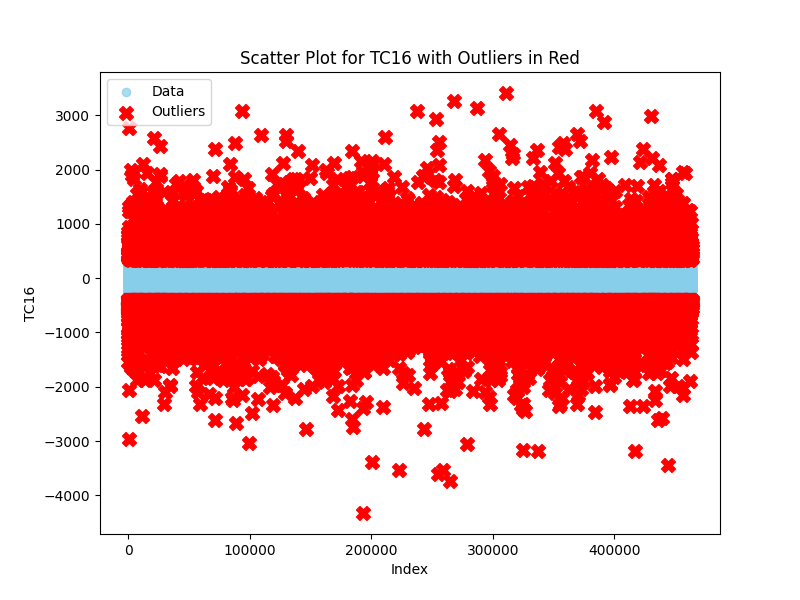 Scatter Plot for TC16 with Outliers in Red
Data
Outliers
3000
2000
1000
0
−1000
−2000
−3000
−4000
TC16
0
100000
200000
300000
400000
Index